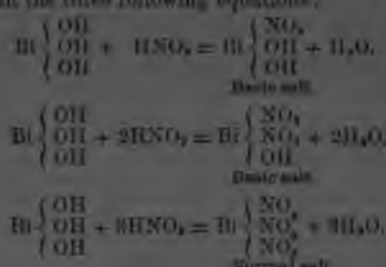 in the three following equations:
{ OH { NO₃
Bi { OH + HNO₃ = Bi { OH + H₂O.
{ OH { OH
Basic salt.
{ OH { NO₃
Bi { OH + 2HNO₃ = Bi { NO₃ + 2H₂O.
{ OH { OH
Basic salt.
{ OH { NO₃
Bi { OH + 3HNO₃ = Bi { NO₃ + 3H₂O.
{ OH { NO₃
Normal salt.